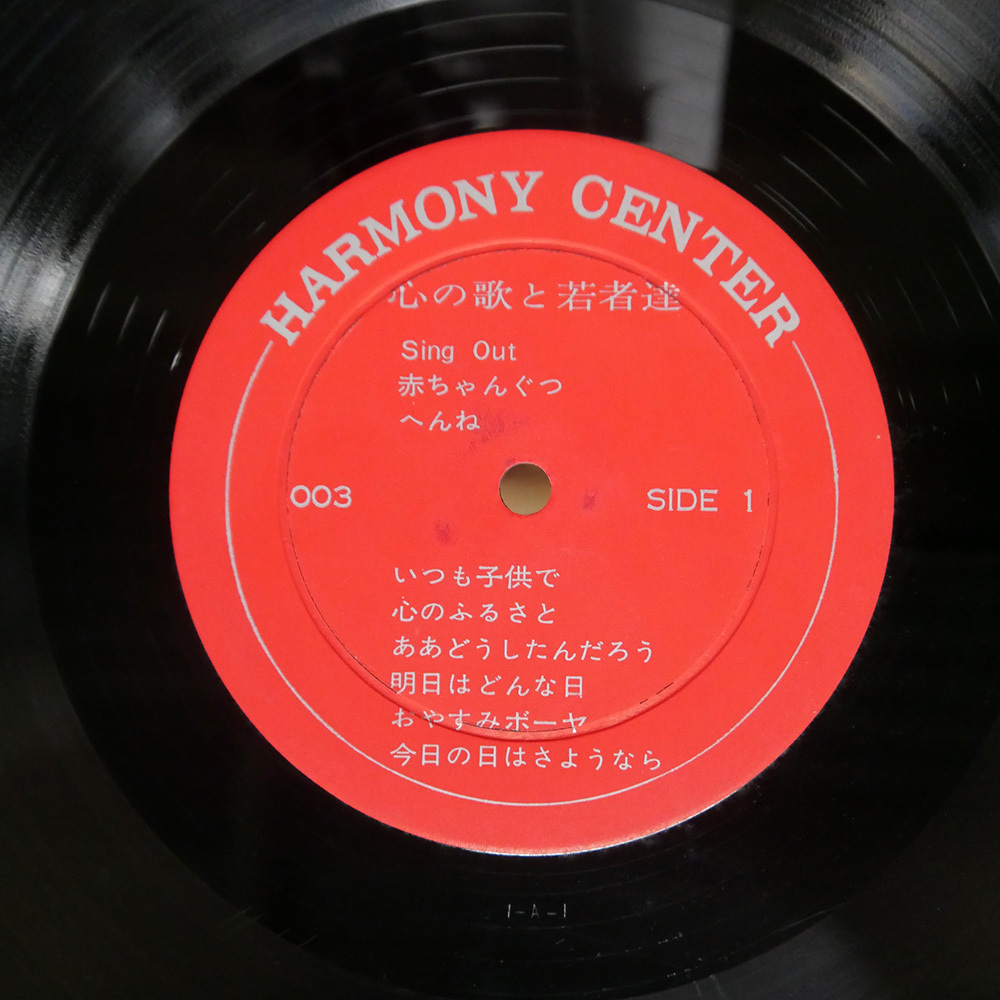 HARMONY CENTER
心の歌と若者達
Sing Out
赤ちゃんぐつ
へんね
003
SIDE 1
いつも子供で
心のふるさと
ああどうしたんだろう
明日はどんな日
おやすみボーヤ
今日の日はさようなら
1-A-1